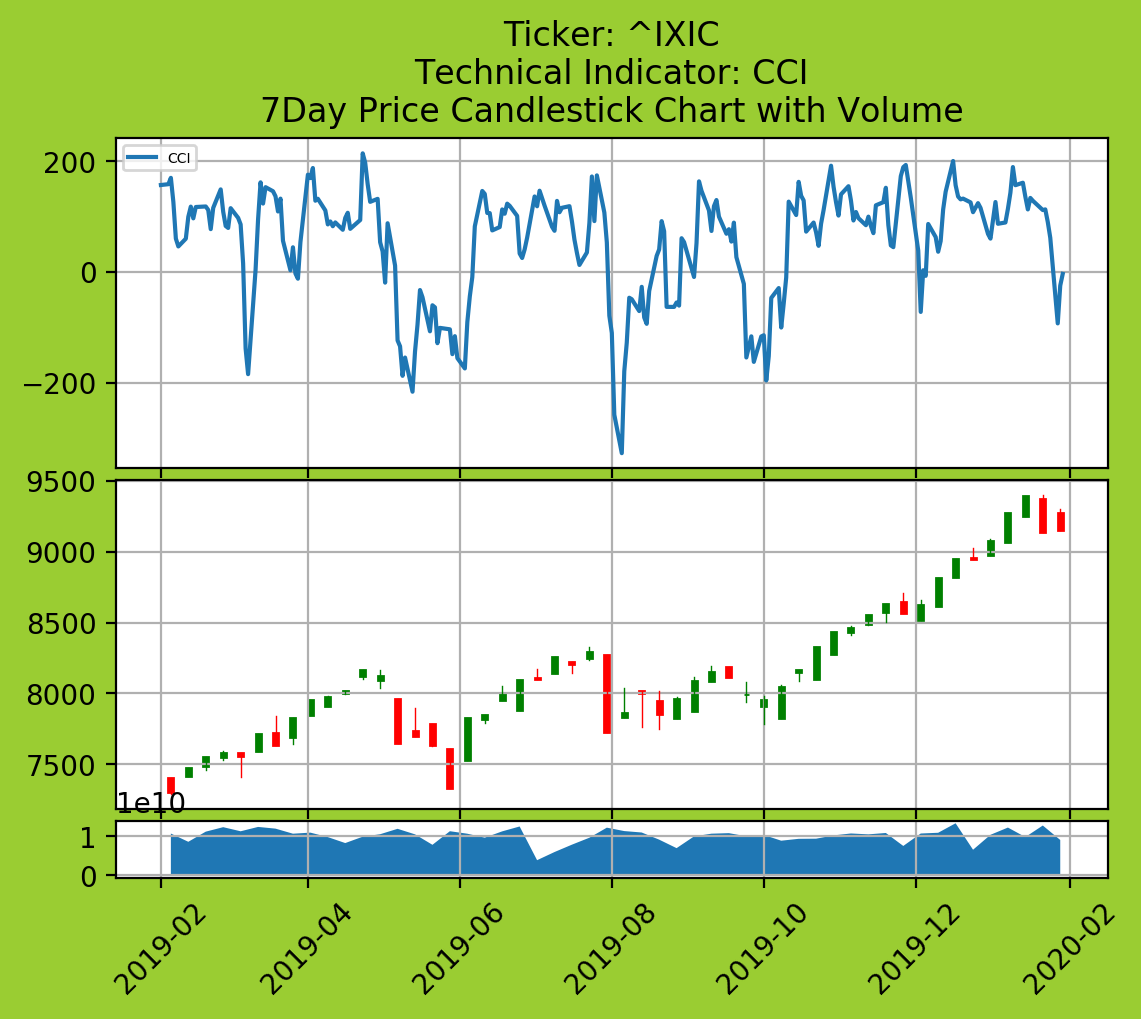 Ticker: ^IXIC
Technical Indicator: CCI
7Day Price Candlestick Chart with Volume
CCI
200
0
−200
9500
9000
8500
8000
7500
1e10
1
0
2019-02 2019-04 2019-06 2019-08 2019-10 2019-12 2020-02